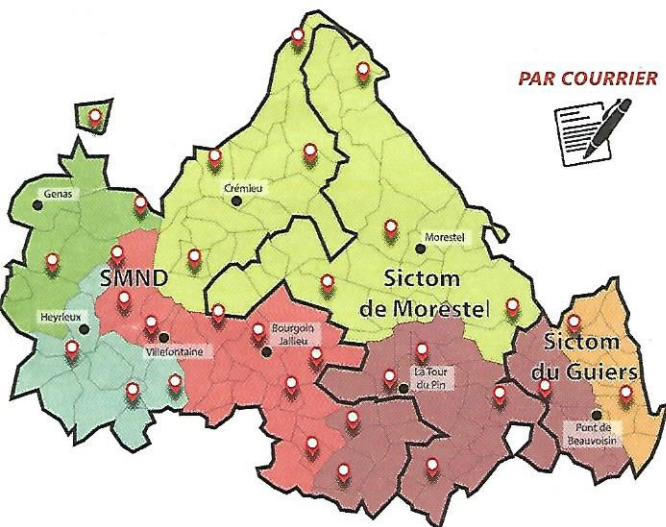 PAR COURRIER
Genas
Crémieu
Morestel
SMND
Sictom
de Morestel
Heyrieux
Villefontaine
Bourgoin
Jallieu
Sictom
du Guiers
La Tour
du Pin
Pont de
Beauvoisin